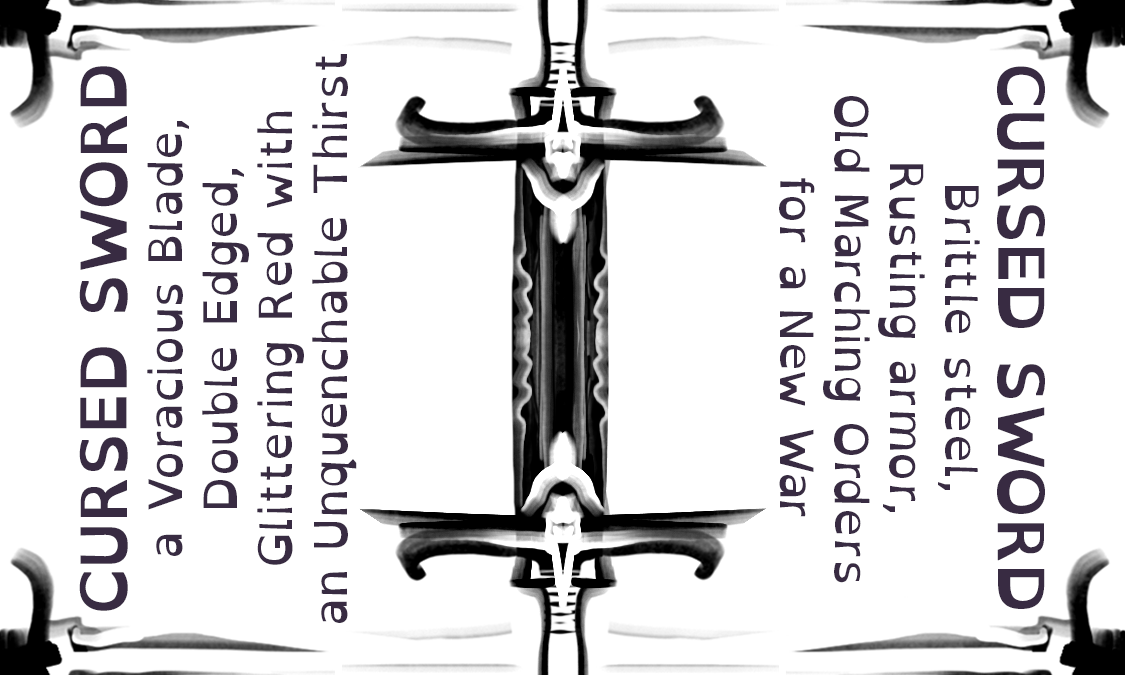 CURSED SWORD
a Voracious Blade,
Double Edged,
Glittering Red with
an Unquenchable Thirst
CURSED SWORD
Brittle steel,
Rusting armor,
Old Marching Orders
for a New War